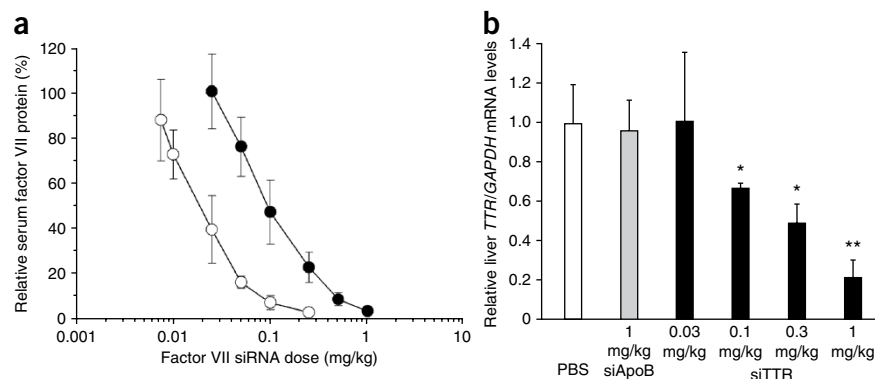 a
Relative serum factor VII protein (%)
120
100
80
60
40
20
0
0.001
0.01
0.1
1
10
Factor VII siRNA dose (mg/kg)
b
Relative liver TTR/GAPDH mRNA levels
1.4
1.2
1.0
0.8
0.6
0.4
0.2
0
*
*
**
1 0.03 0.1 0.3 1
mg/kg mg/kg mg/kg mg/kg mg/kg
PBS siApoB siTTR